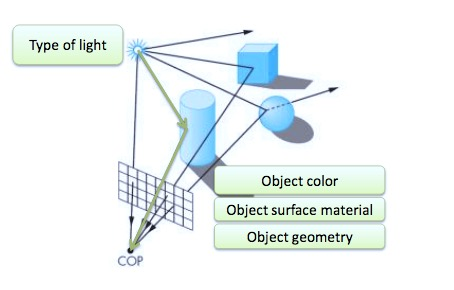 Type of light
Object color
Object surface material
Object geometry
COP